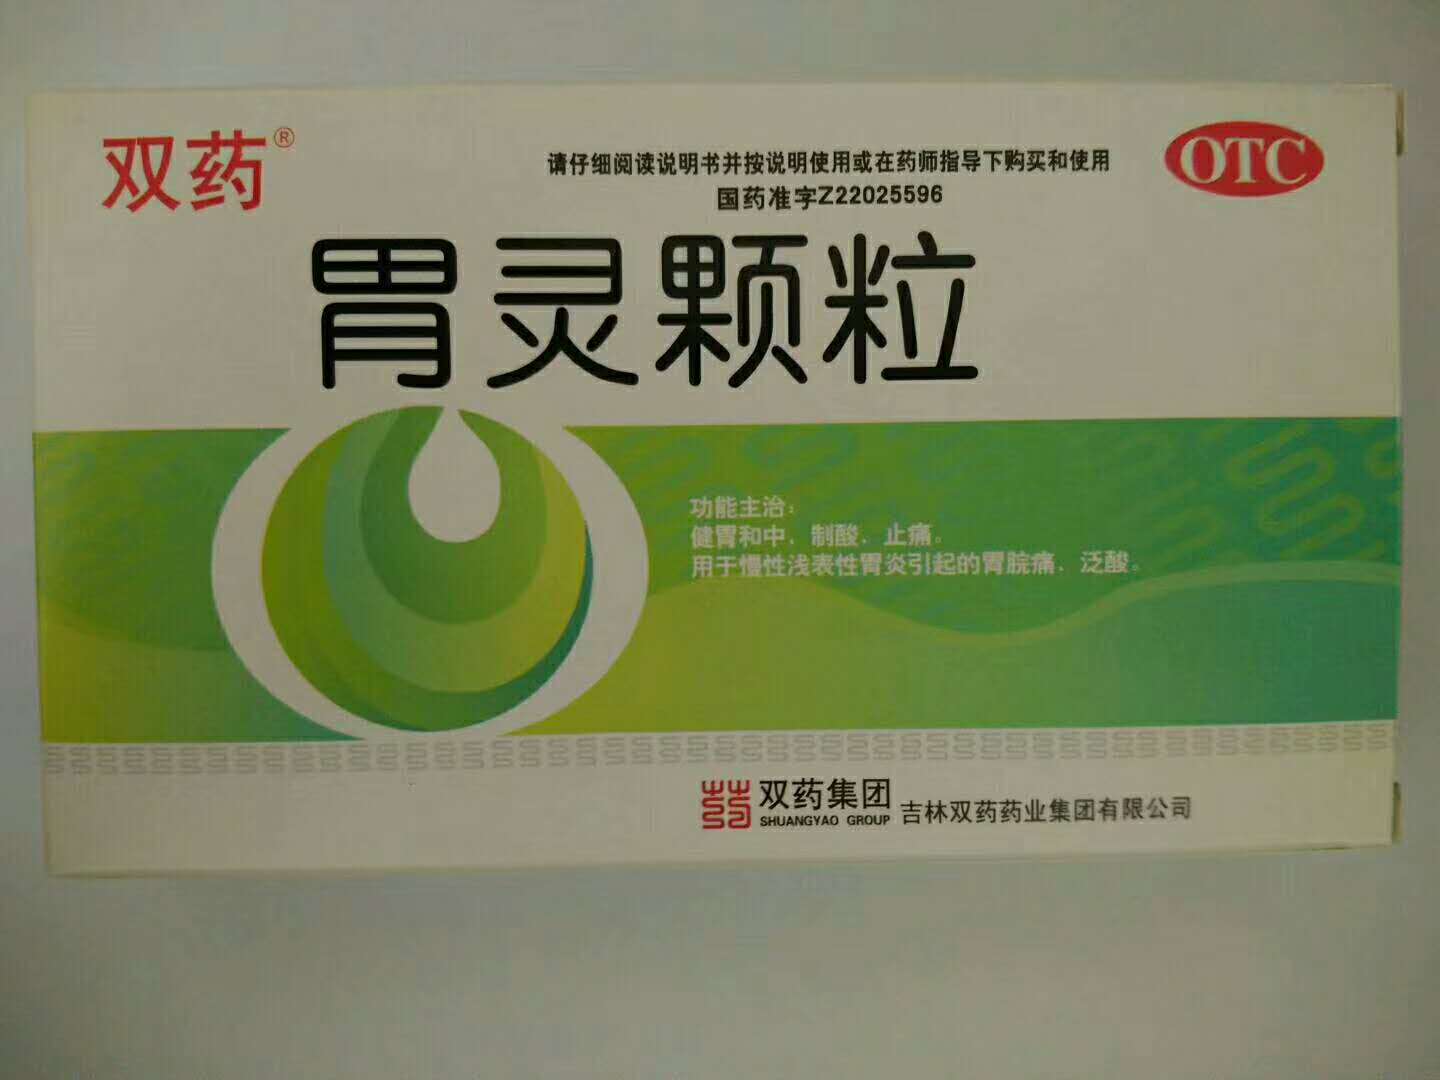 双药®
请仔细阅读说明书并按说明使用或在药师指导下购买和使用
国药准字Z22025596
OTC
胃灵颗粒
功能主治：
健胃和中、制酸、止痛。
用于慢性浅表性胃炎引起的胃脘痛、泛酸。
双药集团
SHUANGYAO GROUP
吉林双药药业集团有限公司